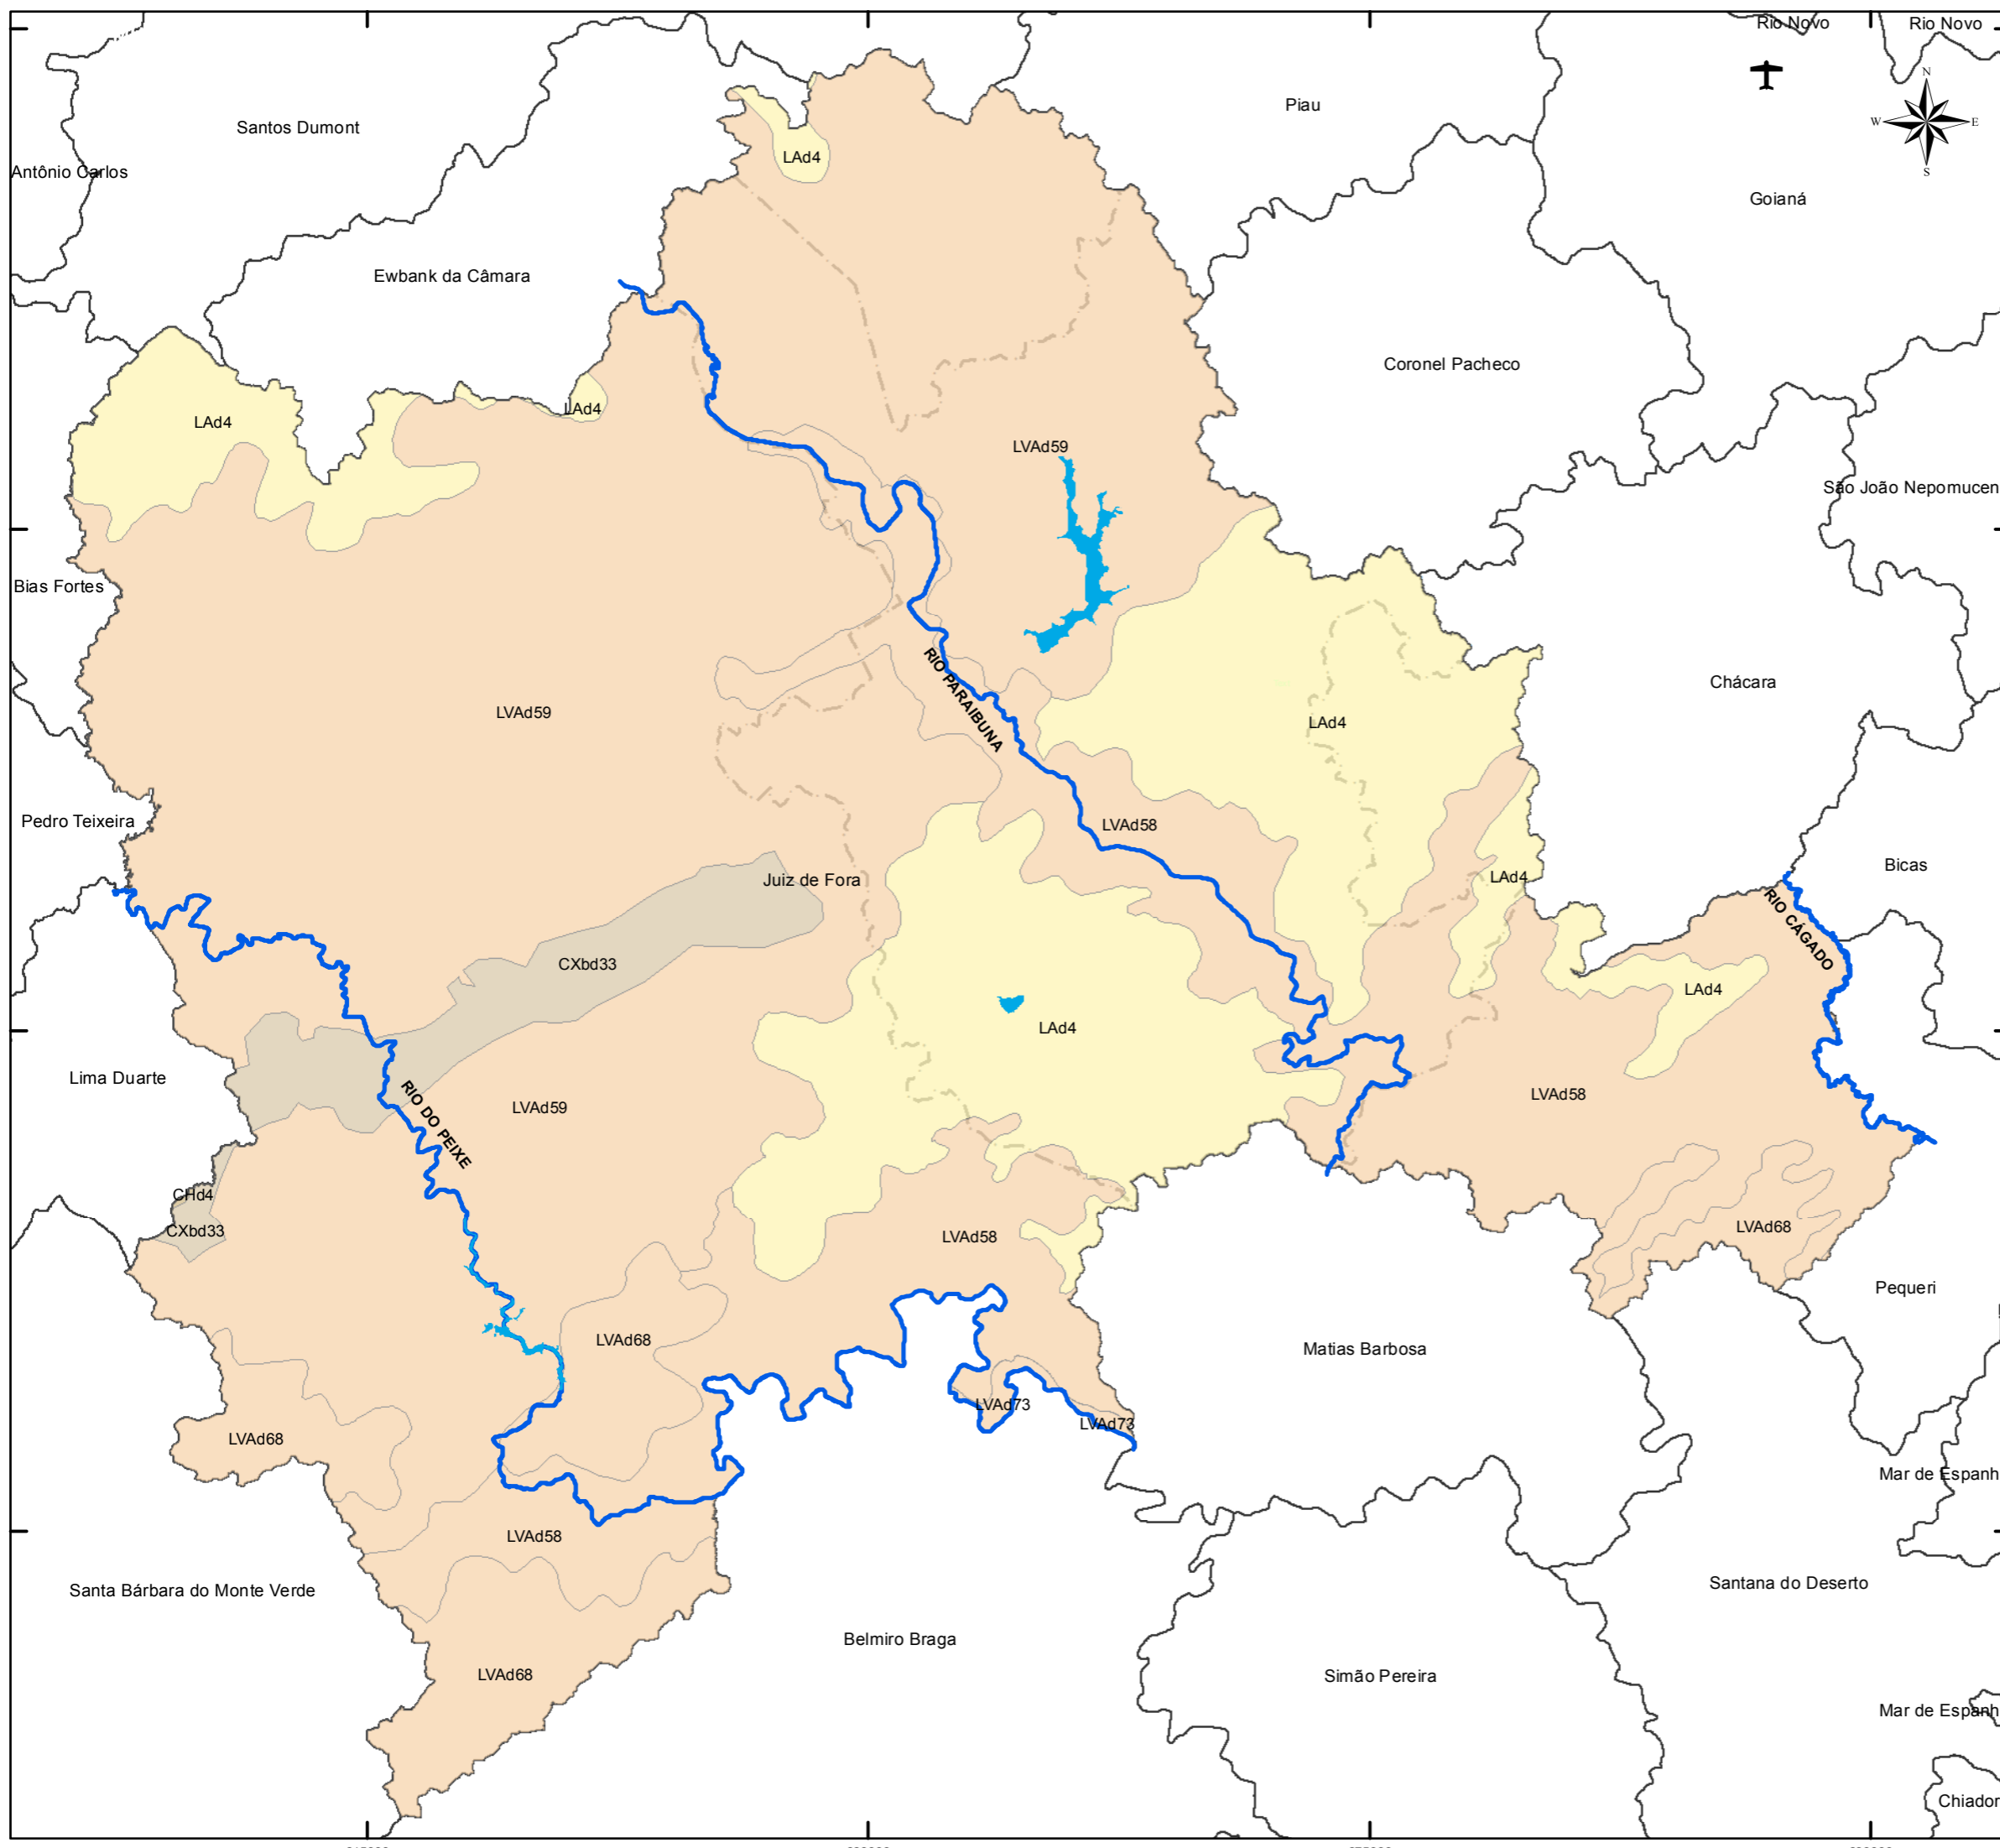 Rio Novo
Rio Novo
N
W
E
S
Piau
Santos Dumont
Antônio Carlos
LAd4
Goianá
Ewbank da Câmara
Coronel Pacheco
LAd4
LAd4
LVAd59
São João Nepomucen
Bias Fortes
Chácara
LVAd59
RIO PARAIBUNA
LAd4
Pedro Teixeira
LVAd58
Juiz de Fora
LAd4
Bicas
RIO CÁGADO
CXbd33
LAd4
LAd4
Lima Duarte
RIO DO PEIXE
LVAd59
LVAd58
CHd4
CXbd33
LVAd58
LVAd68
Pequeri
LVAd68
Matias Barbosa
LVAd73
LVAd73
LVAd68
Mar de Espanh
LVAd58
Santa Bárbara do Monte Verde
Santana do Deserto
Belmiro Braga
LVAd68
Simão Pereira
Mar de Espanh
Chiador